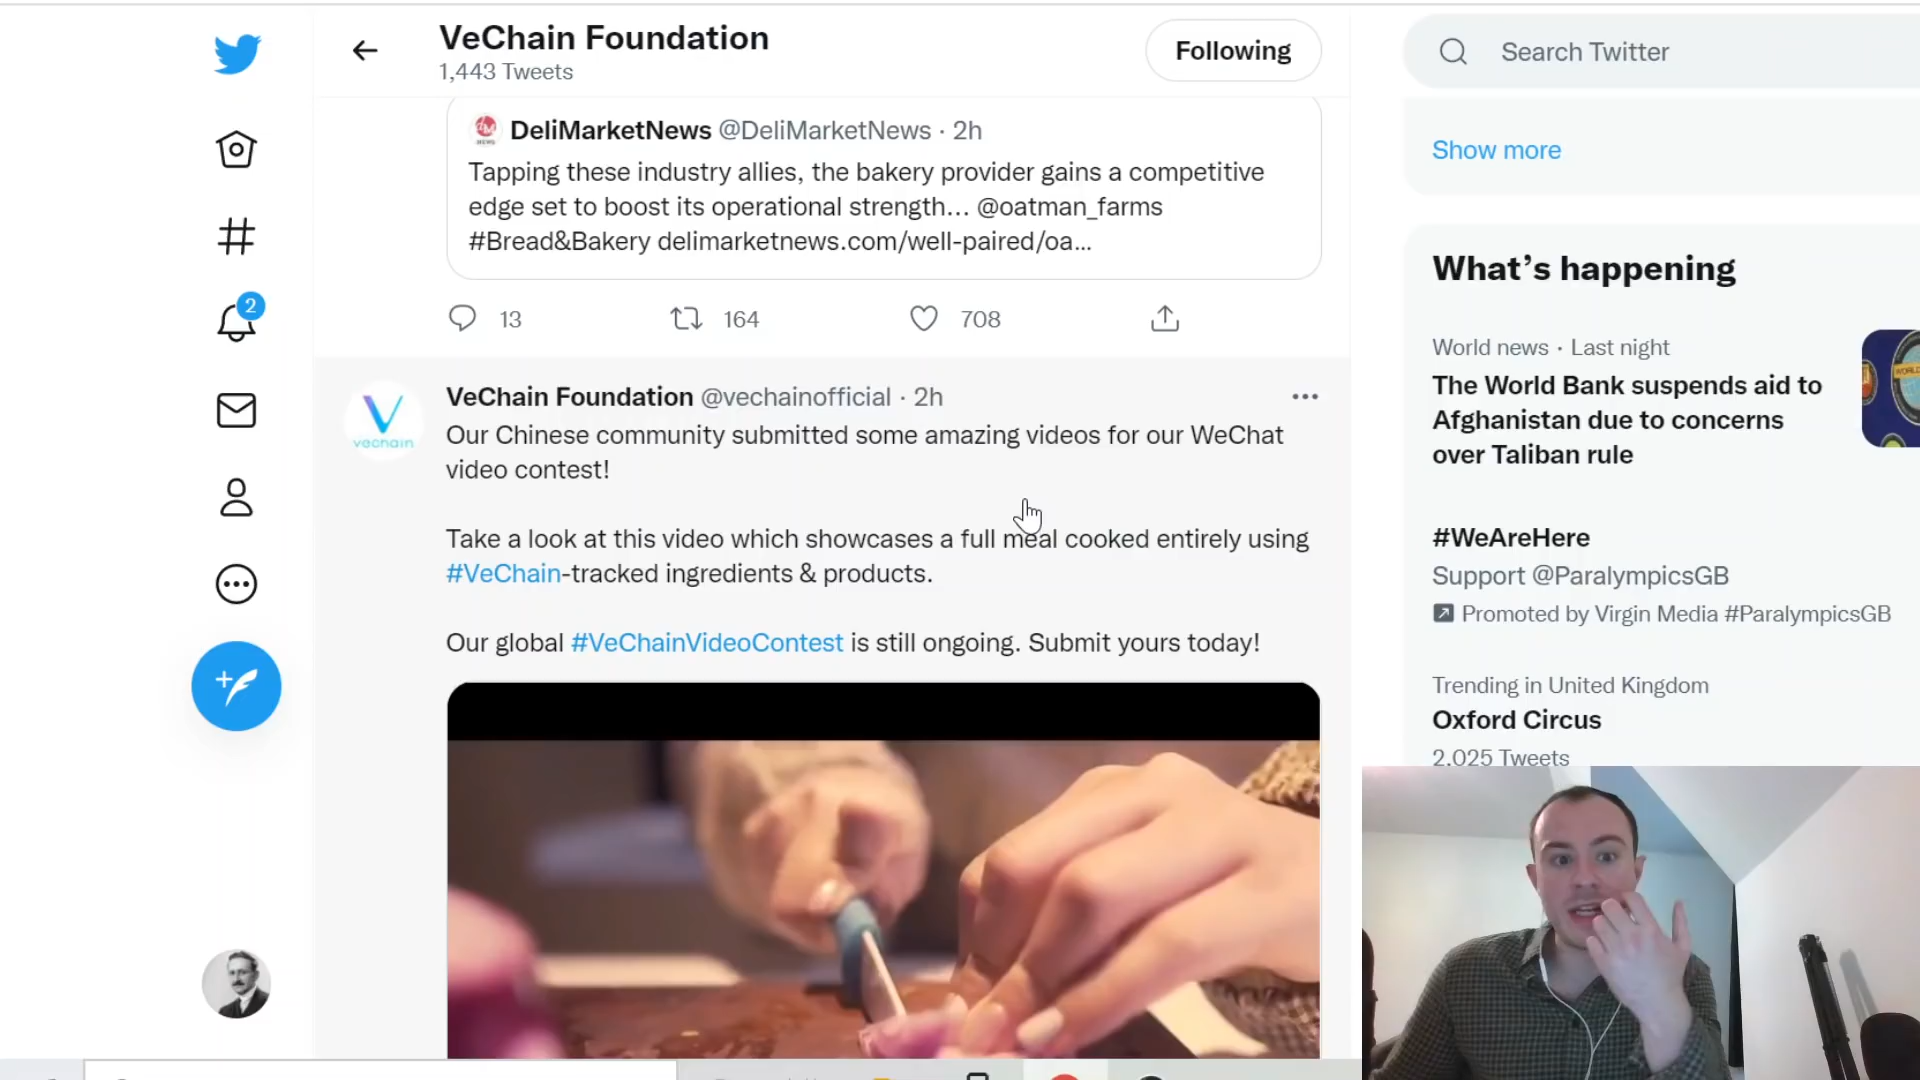 VeChain Foundation
1,443 Tweets
Following
Search Twitter
DeliMarketNews @DeliMarketNews · 2h
Tapping these industry allies, the bakery provider gains a competitive
edge set to boost its operational strength... @oatman_farms
#Bread&Bakery delimarketnews.com/well-paired/oa...
13 164 708
2
VeChain Foundation @vechainofficial · 2h
Our Chinese community submitted some amazing videos for our WeChat
video contest!
Take a look at this video which showcases a full meal cooked entirely using
#VeChain-tracked ingredients & products.
Our global #VeChainVideoContest is still ongoing. Submit yours today!
vechain
Show more
What's happening
World news · Last night
The World Bank suspends aid to
Afghanistan due to concerns
over Taliban rule
#WeAreHere
Support @ParalympicsGB
Promoted by Virgin Media #ParalympicsGB
Trending in United Kingdom
Oxford Circus
2,025 Tweets